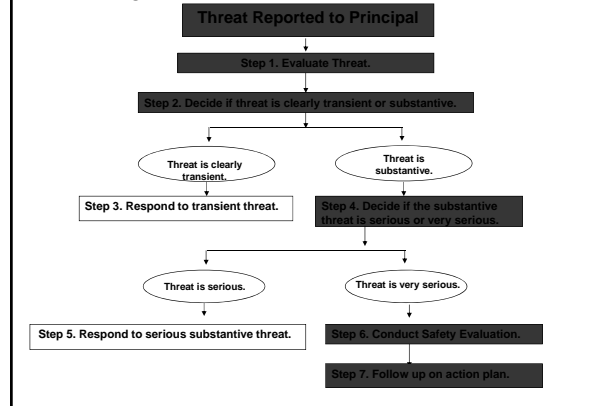 Threat Reported to Principal
Step 1. Evaluate Threat.
Step 2. Decide if threat is clearly transient or substantive.
Threat is clearly
transient.
Threat is
substantive.
Step 3. Respond to transient threat.
Step 4. Decide if the substantive
threat is serious or very serious.
Threat is serious.
Threat is very serious.
Step 5. Respond to serious substantive threat.
Step 6. Conduct Safety Evaluation.
Step 7. Follow up on action plan.